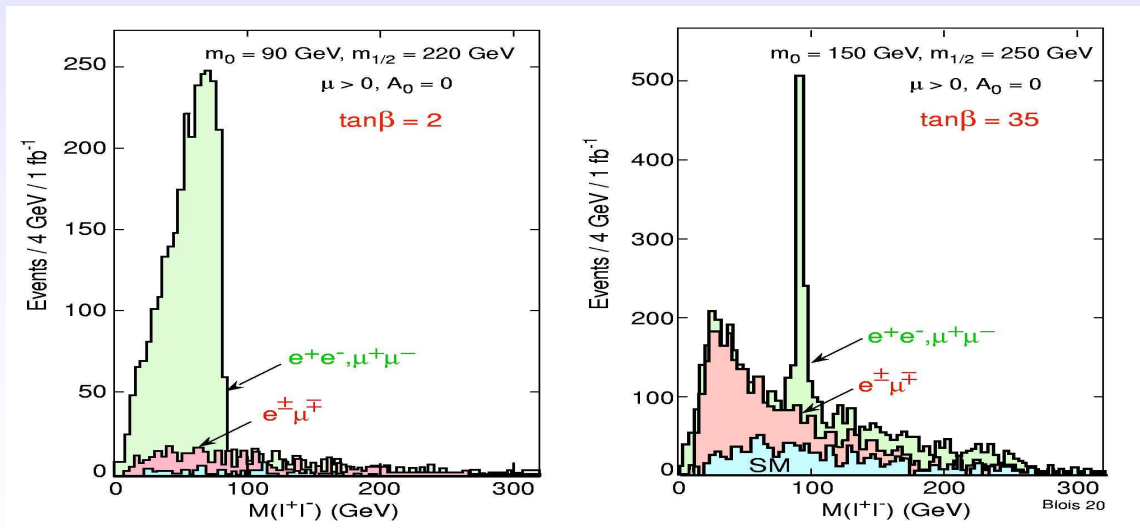 m₀ = 90 GeV, m₁/₂ = 220 GeV
μ > 0, A₀ = 0
tanβ = 2
Events / 4 GeV / 1 fb⁻¹
250
200
150
100
50
0
e⁺e⁻,μ⁺μ⁻
e±μ∓
0 100 200 300
M(l⁺l⁻) (GeV)
m₀ = 150 GeV, m₁/₂ = 250 GeV
μ > 0, A₀ = 0
tanβ = 35
Events / 4 GeV / 1 fb⁻¹
500
400
300
200
100
0
e⁺e⁻,μ⁺μ⁻
e±μ∓
SM
0 100 200 300
M(l⁺l⁻) (GeV)
Blois 20